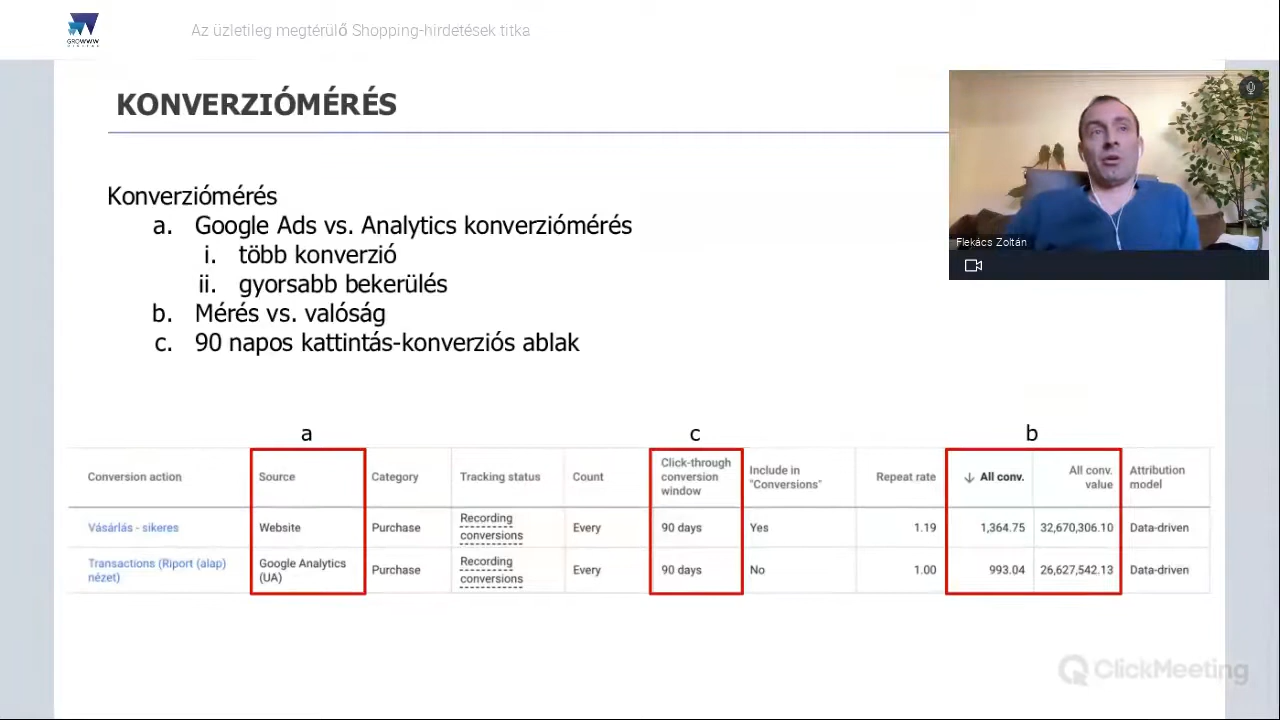 GROWWW
DIGITAL
Az üzletileg megtérülő Shopping-hirdetések titka
KONVERZIÓMÉRÉS
Flekács Zoltán
Konverziómérés
a. Google Ads vs. Analytics konverziómérés
i. több konverzió
ii. gyorsabb bekerülés
b. Mérés vs. valóság
c. 90 napos kattintás-konverziós ablak
a c b
Conversion action Source Category Tracking status Count Click-through conversion window Include in "Conversions" Repeat rate ↓ All conv. All conv. value Attribution model
Vásárlás - sikeres Website Purchase Recording conversions Every 90 days Yes 1.19 1,364.75 32,670,306.10 Data-driven
Transactions (Riport (alap) nézet) Google Analytics (UA) Purchase Recording conversions Every 90 days No 1.00 993.04 26,627,542.13 Data-driven
ClickMeeting